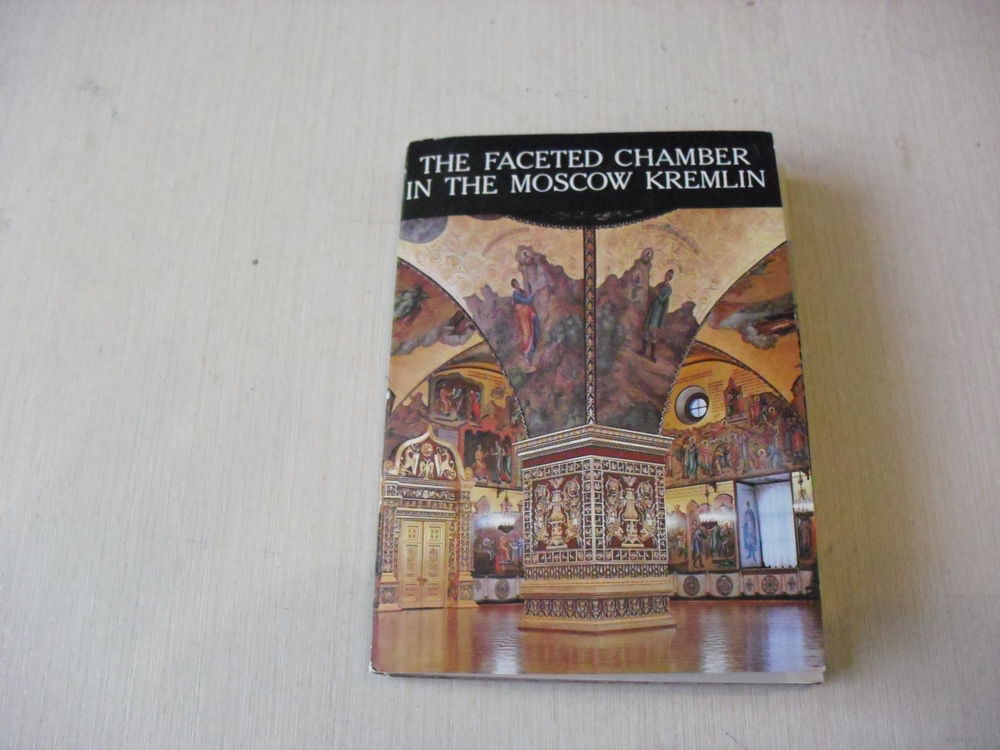 THE FACETED CHAMBER
IN THE MOSCOW KREMLIN